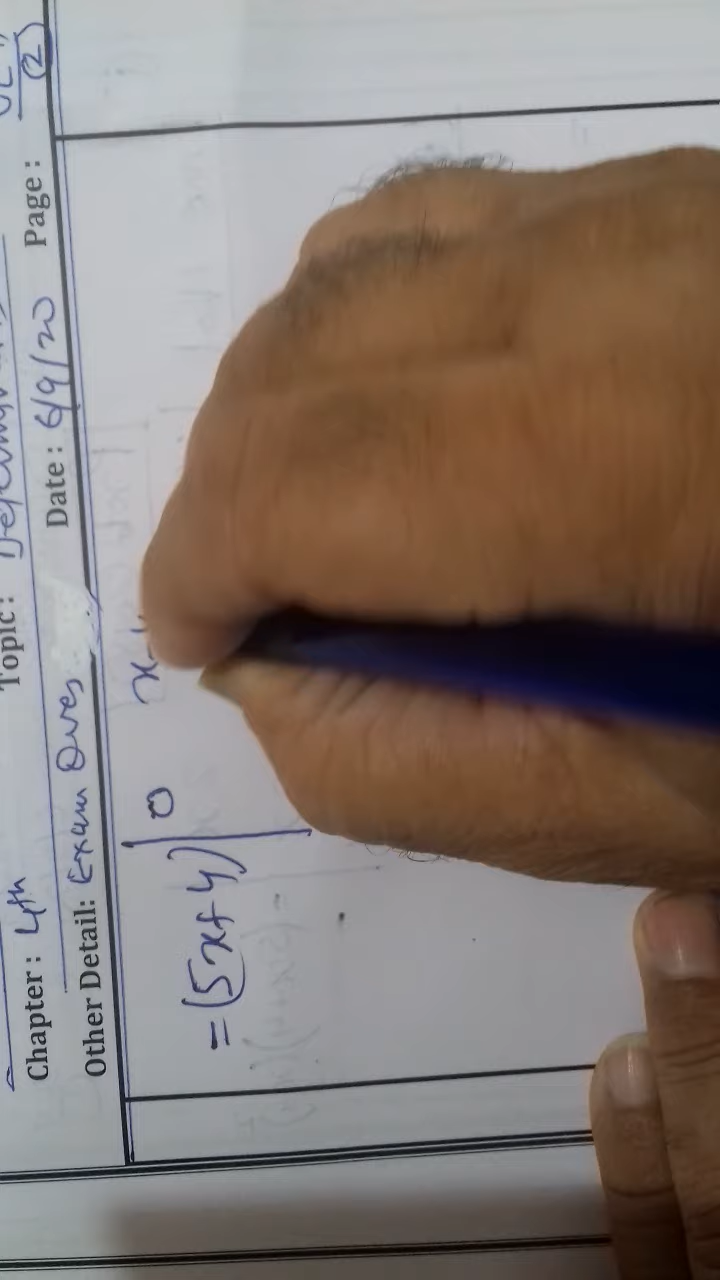 (2)
Topic:
Chapter: 4th Date: 6/9/20 Page:
Other Detail: Exam Ques
0 x-
=(5x+4)